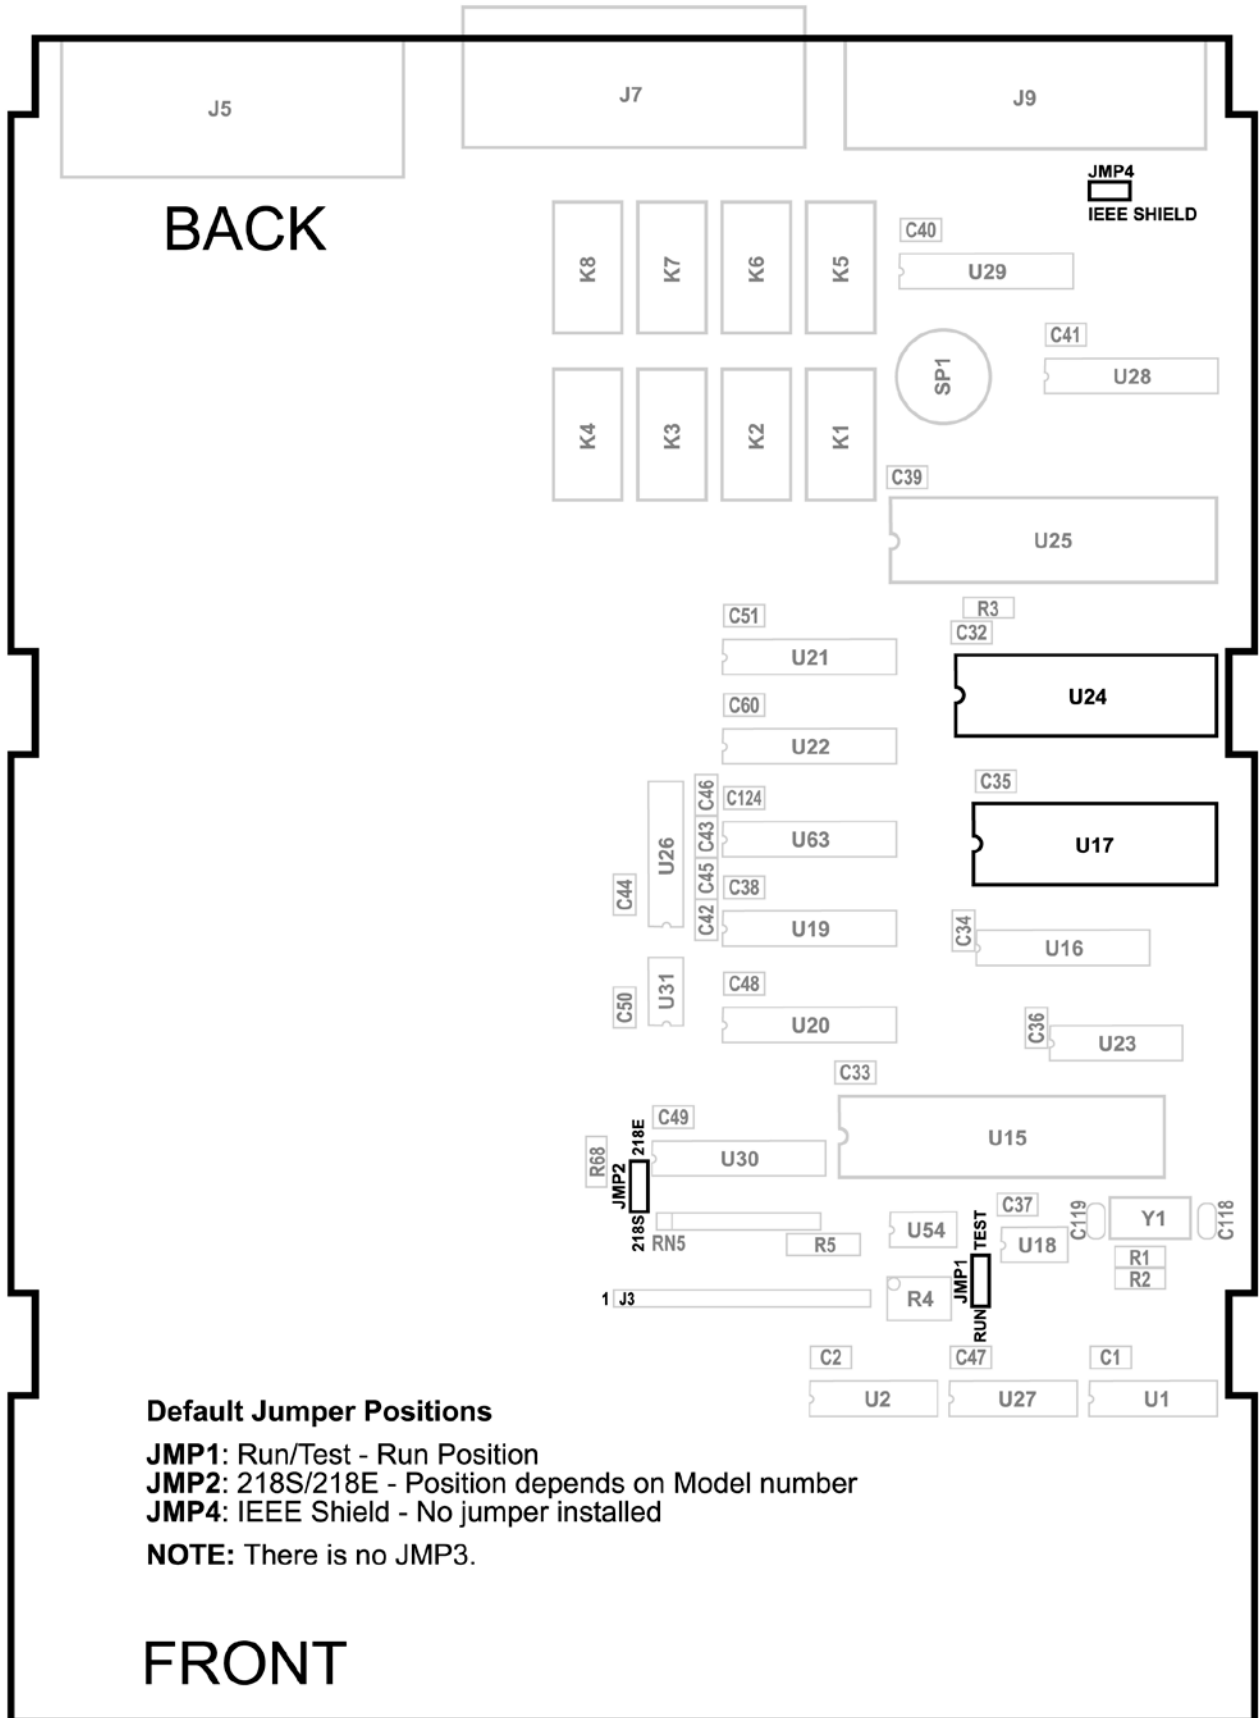 J5
J7
J9
JMP4
IEEE SHIELD
BACK
K8
K7
K6
K5
C40
U29
C41
U28
SP1
K4
K3
K2
K1
C39
U25
C51
R3
C32
U21
U24
C60
U22
C35
C46
C124
U26
C43
U63
U17
C45
C38
C44
C42
U19
C34
U16
U31
C48
C50
U20
C36
U23
C33
C49
218E
R68
JMP2
U30
U15
218S
RN5
R5
U54
TEST
C37
U18
C119
Y1
C118
R1
R2
1 J3
R4
JMP1
RUN
C2
C47
C1
U2
U27
U1
Default Jumper Positions
JMP1: Run/Test - Run Position
JMP2: 218S/218E - Position depends on Model number
JMP4: IEEE Shield - No jumper installed
NOTE: There is no JMP3.
FRONT